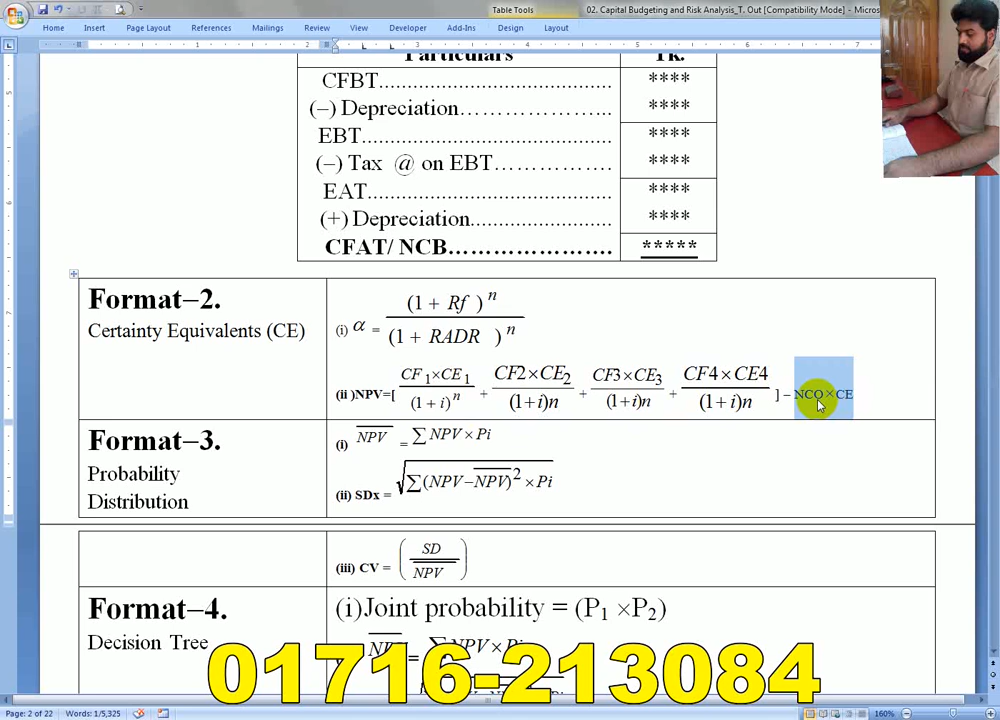 Table Tools
02. Capital Budgeting and Risk Analysis_T. Out [Compatibility Mode] - Micros
Home Insert Page Layout References Mailings Review View Developer Add-Ins Design Layout
Particulars Tk.
CFBT.................................................. ****
(–) Depreciation……………….... ****
EBT.................................................... ****
(–) Tax @ on EBT……………. ****
EAT................................................... ****
(+) Depreciation............................ ****
CFAT/ NCB……………………. *****
Format–2.
Certainty Equivalents (CE)
(i) α = (1 + Rf )^n / (1 + RADR )^n
(ii )NPV=[ CF1×CE1/(1+i)^n + CF2×CE2/(1+i)n + CF3×CE3/(1+i)n + CF4×CE4/(1+i)n ] – NCO×CE
Format–3.
Probability
Distribution
(i) NPV = ∑ NPV × Pi
(ii) SDx = √∑(NPV–NPV)² × Pi
(iii) CV = (SD/NPV)
Format–4.
Decision Tree
(i)Joint probability = (P1 ×P2)
NPV = ∑ NPV × Pi
01716-213084
Page: 2 of 22 Words: 1/5,325 160%